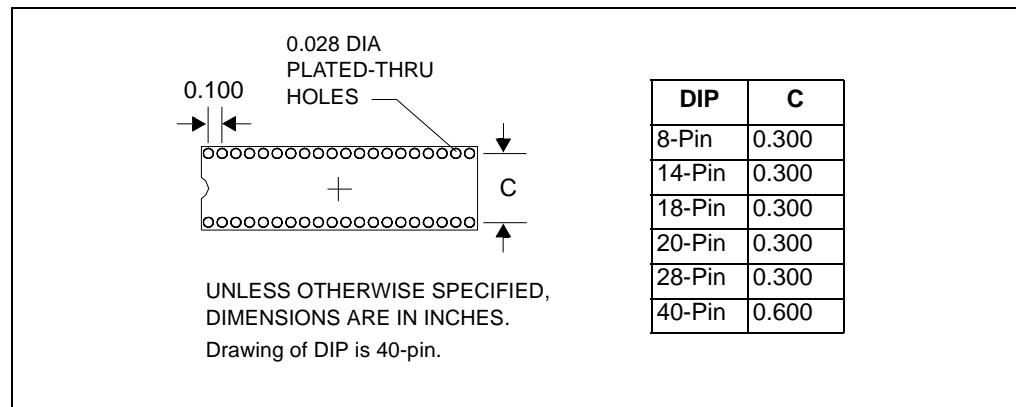 0.028 DIA
PLATED-THRU
HOLES
0.100
C
UNLESS OTHERWISE SPECIFIED,
DIMENSIONS ARE IN INCHES.
Drawing of DIP is 40-pin.
DIP C
8-Pin 0.300
14-Pin 0.300
18-Pin 0.300
20-Pin 0.300
28-Pin 0.300
40-Pin 0.600